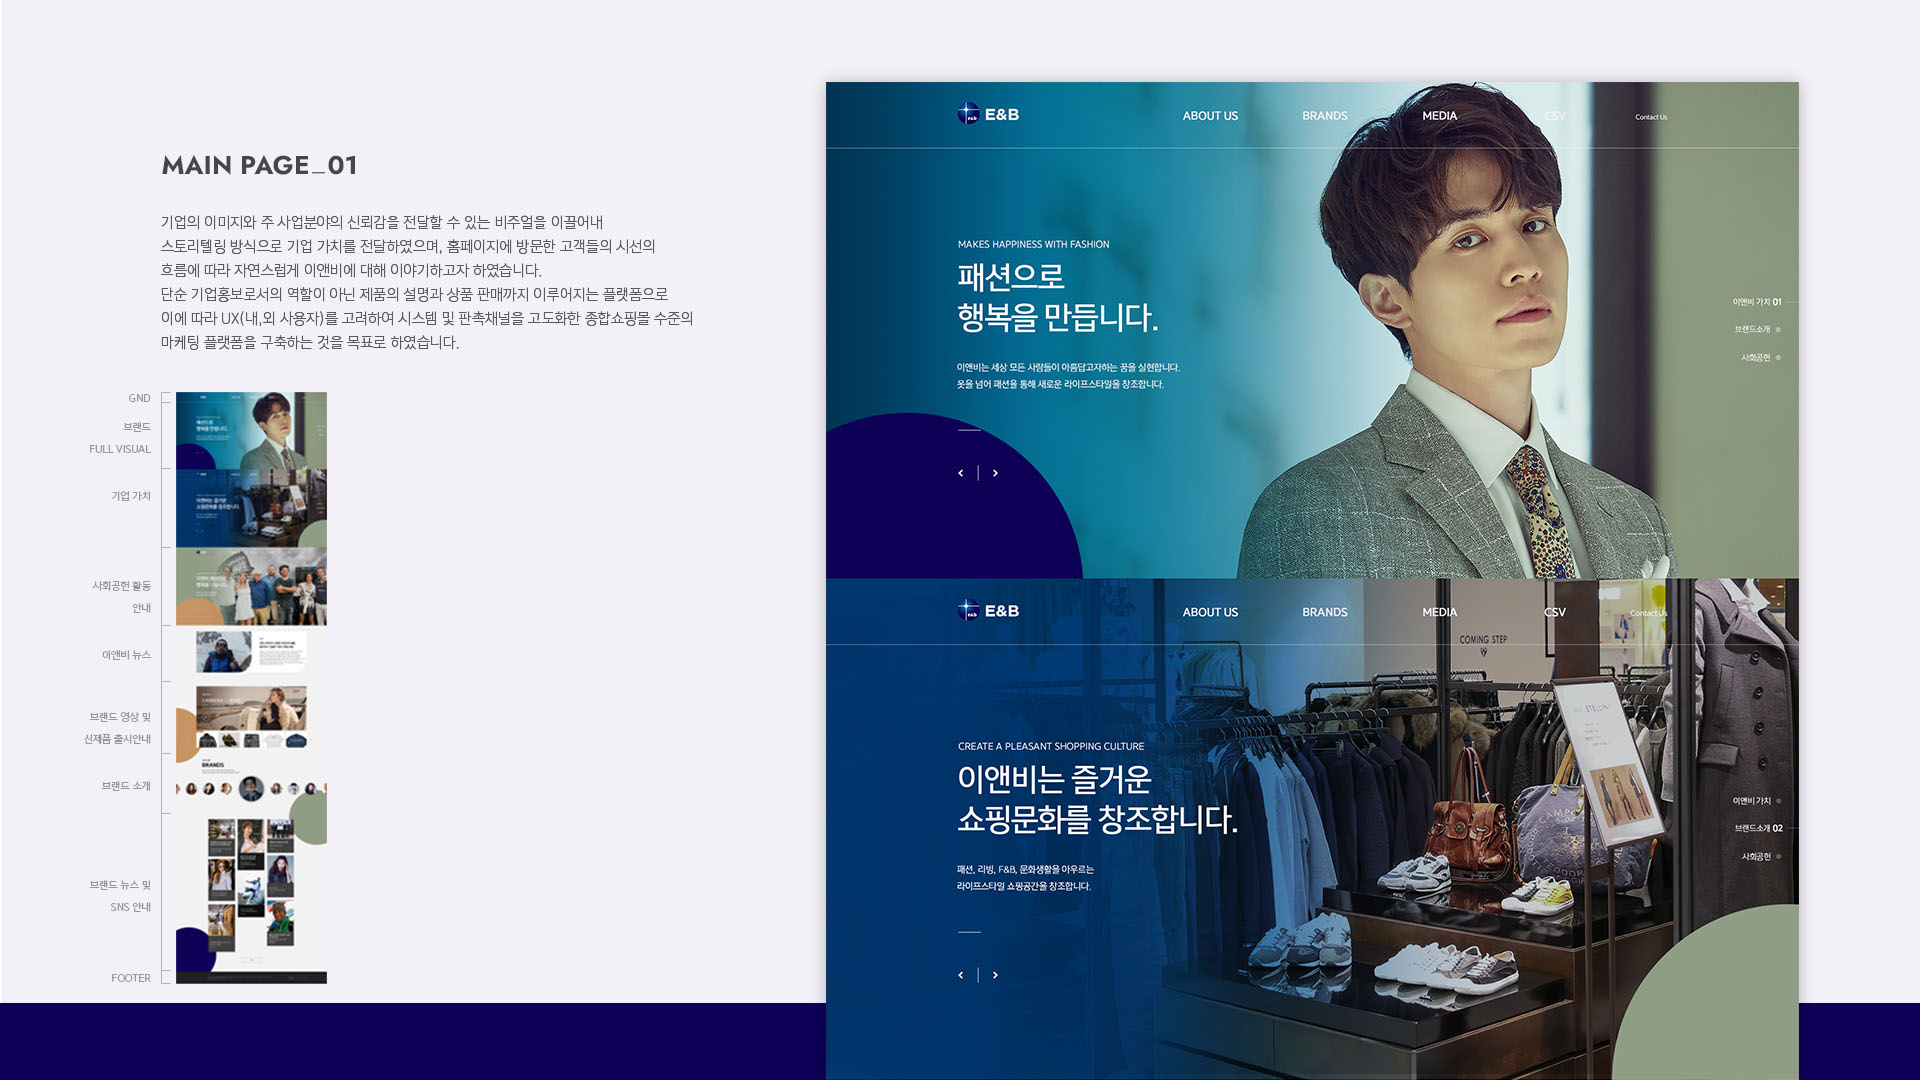 MAIN PAGE_01
기업의 이미지와 주 사업분야의 신뢰감을 전달할 수 있는 비주얼을 이끌어내
스토리텔링 방식으로 기업 가치를 전달하였으며, 홈페이지에 방문한 고객들의 시선의
흐름에 따라 자연스럽게 이앤비에 대해 이야기하고자 하였습니다.
단순 기업홍보로서의 역할이 아닌 제품의 설명과 상품 판매까지 이루어지는 플랫폼으로
이에 따라 UX(내,외 사용자)를 고려하여 시스템 및 판촉채널을 고도화한 종합쇼핑몰 수준의
마케팅 플랫폼을 구축하는 것을 목표로 하였습니다.
GND
브랜드
FULL VISUAL
기업 가치
사회공헌 활동
안내
이앤비 뉴스
브랜드 영상 및
신제품 출시안내
브랜드 소개
브랜드 뉴스 및
SNS 안내
FOOTER
BRANDS
e&b E&B
ABOUT US
BRANDS
MEDIA
CSV
Contact Us
MAKES HAPPINESS WITH FASHION
패션으로
행복을 만듭니다.
이앤비는 세상 모든 사람들이 아름답고자하는 꿈을 실현합니다.
옷을 넘어 패션을 통해 새로운 라이프스타일을 창조합니다.
이앤비 가치 01
브랜드소개
사회공헌
e&b E&B
ABOUT US
BRANDS
MEDIA
CSV
Contact Us
COMING STEP
CREATE A PLEASANT SHOPPING CULTURE
이앤비는 즐거운
쇼핑문화를 창조합니다.
패션, 리빙, F&B, 문화생활을 아우르는
라이프스타일 쇼핑공간을 창조합니다.
이앤비 가치
브랜드소개 02
사회공헌